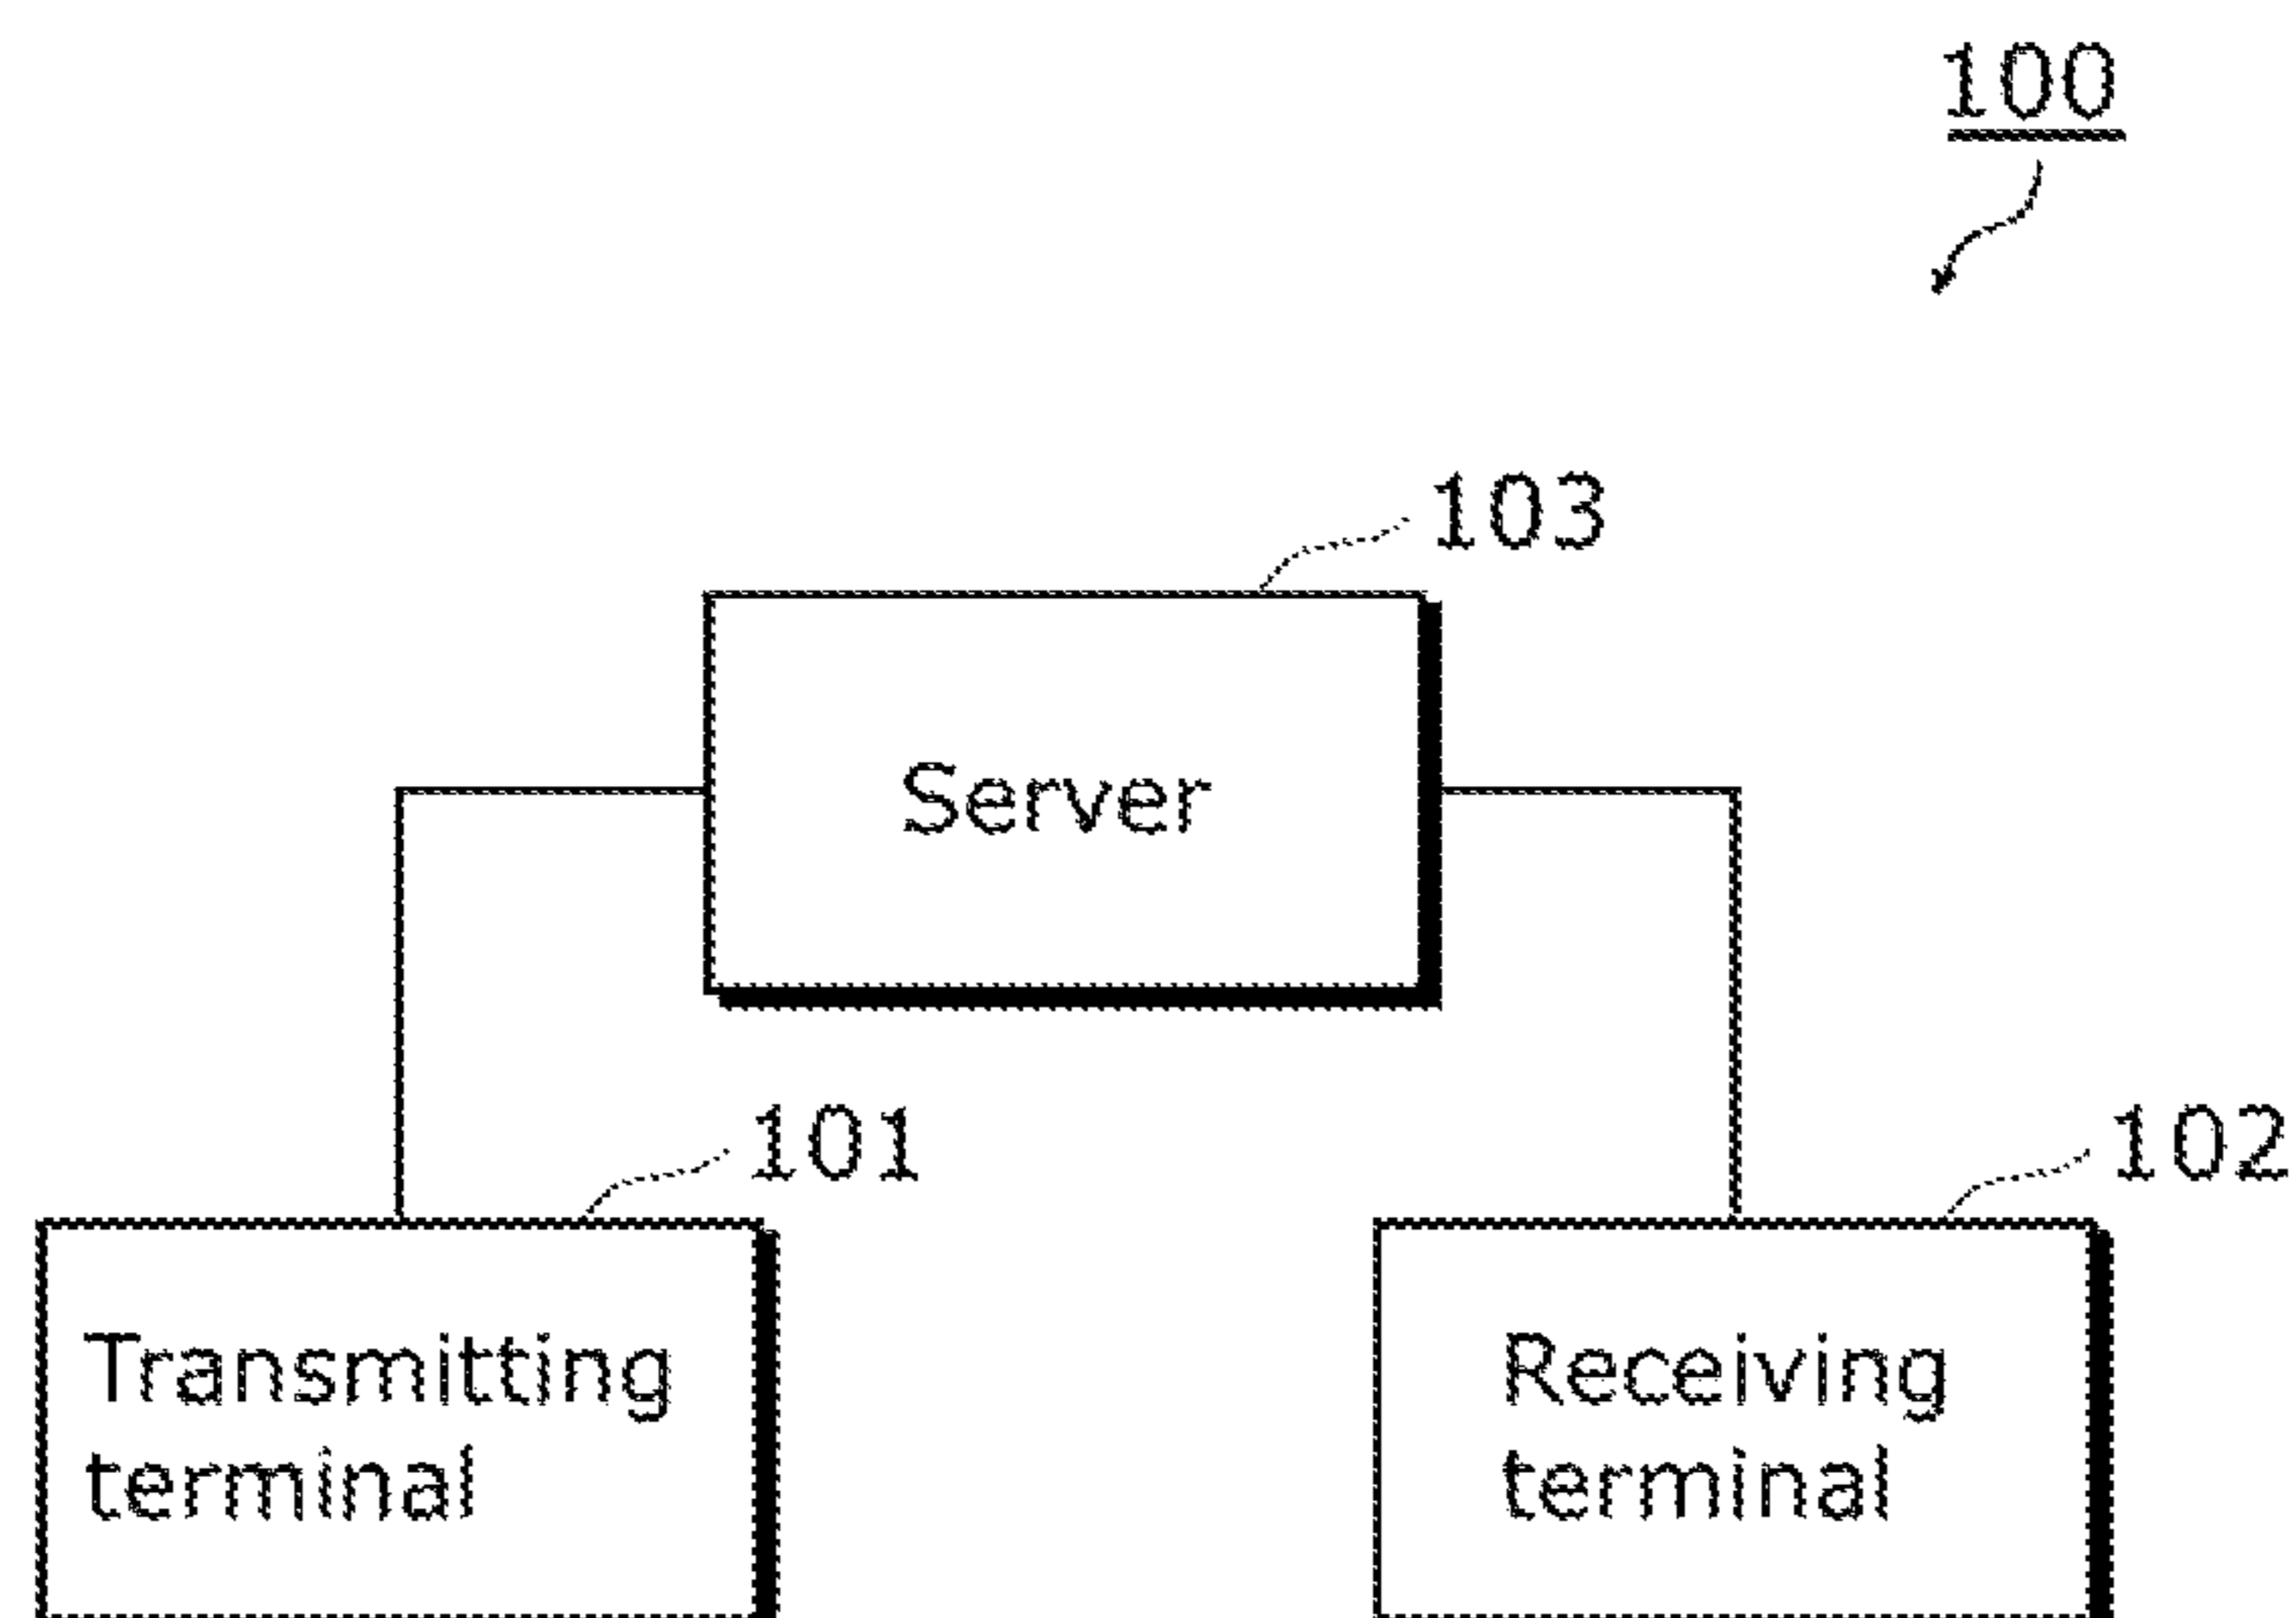 100
103
Server
101
102
Transmitting
terminal
Receiving
terminal